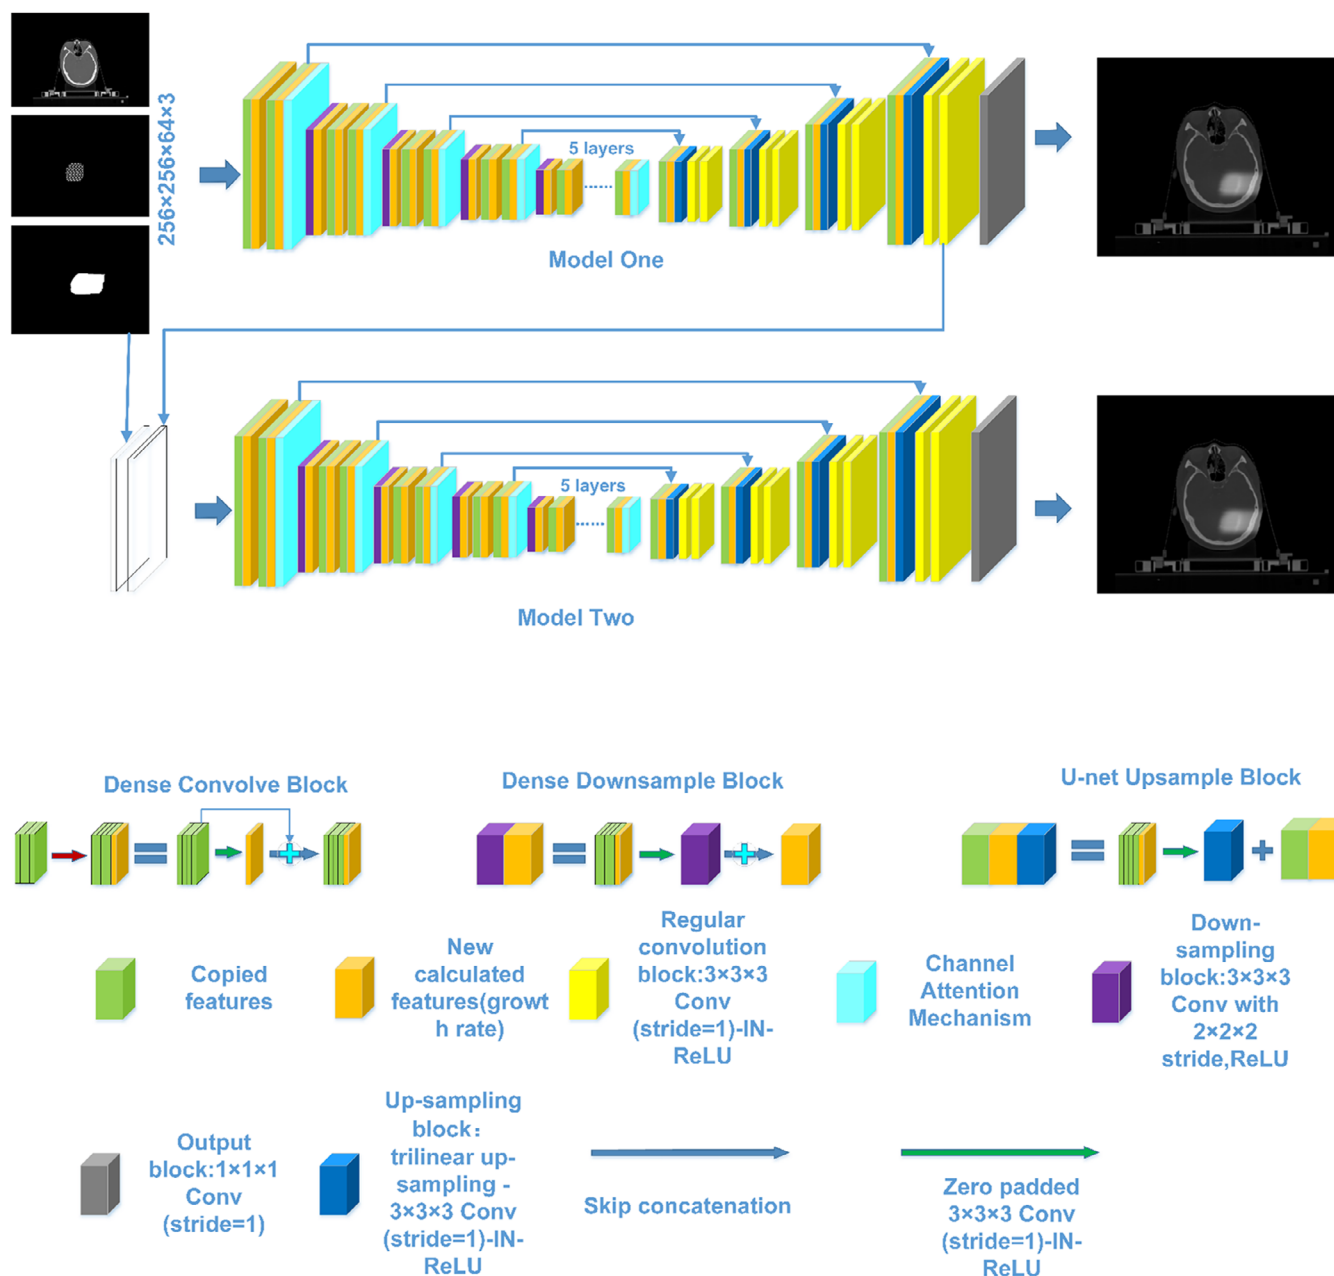 256×256×64×3
5 layers
Model One
5 layers
Model Two
Dense Convolve Block
Dense Downsample Block
U-net Upsample Block
Copied
features
New
calculated
features(growt
h rate)
Regular
convolution
block:3×3×3
Conv
(stride=1)-IN-
ReLU
Channel
Attention
Mechanism
Down-
sampling
block:3×3×3
Conv with
2×2×2
stride,ReLU
Output
block:1×1×1
Conv
(stride=1)
Up-sampling
block：
trilinear up-
sampling -
3×3×3 Conv
(stride=1)-IN-
ReLU
Skip concatenation
Zero padded
3×3×3 Conv
(stride=1)-IN-
ReLU